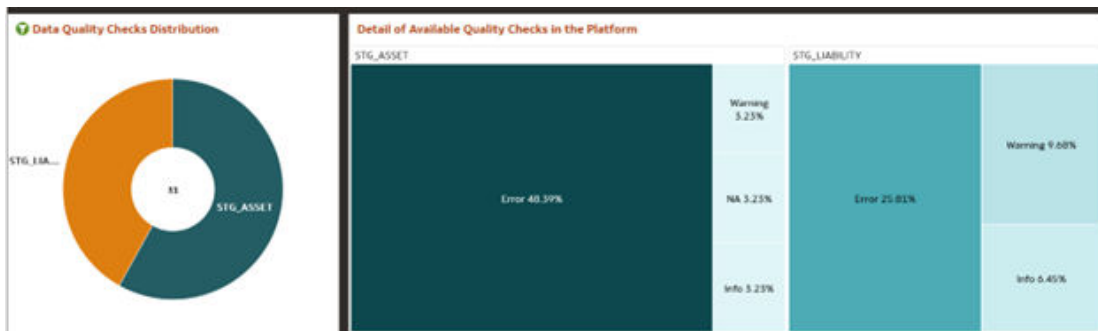 Data Quality Checks Distribution
STG_LIA...
31
STG_ASSET
Detail of Available Quality Checks in the Platform
STG_ASSET
STG_LIABILITY
Error 48.39%
Warning
3.23%
NA 3.23%
Info 3.23%
Error 25.81%
Warning 9.68%
Info 6.45%